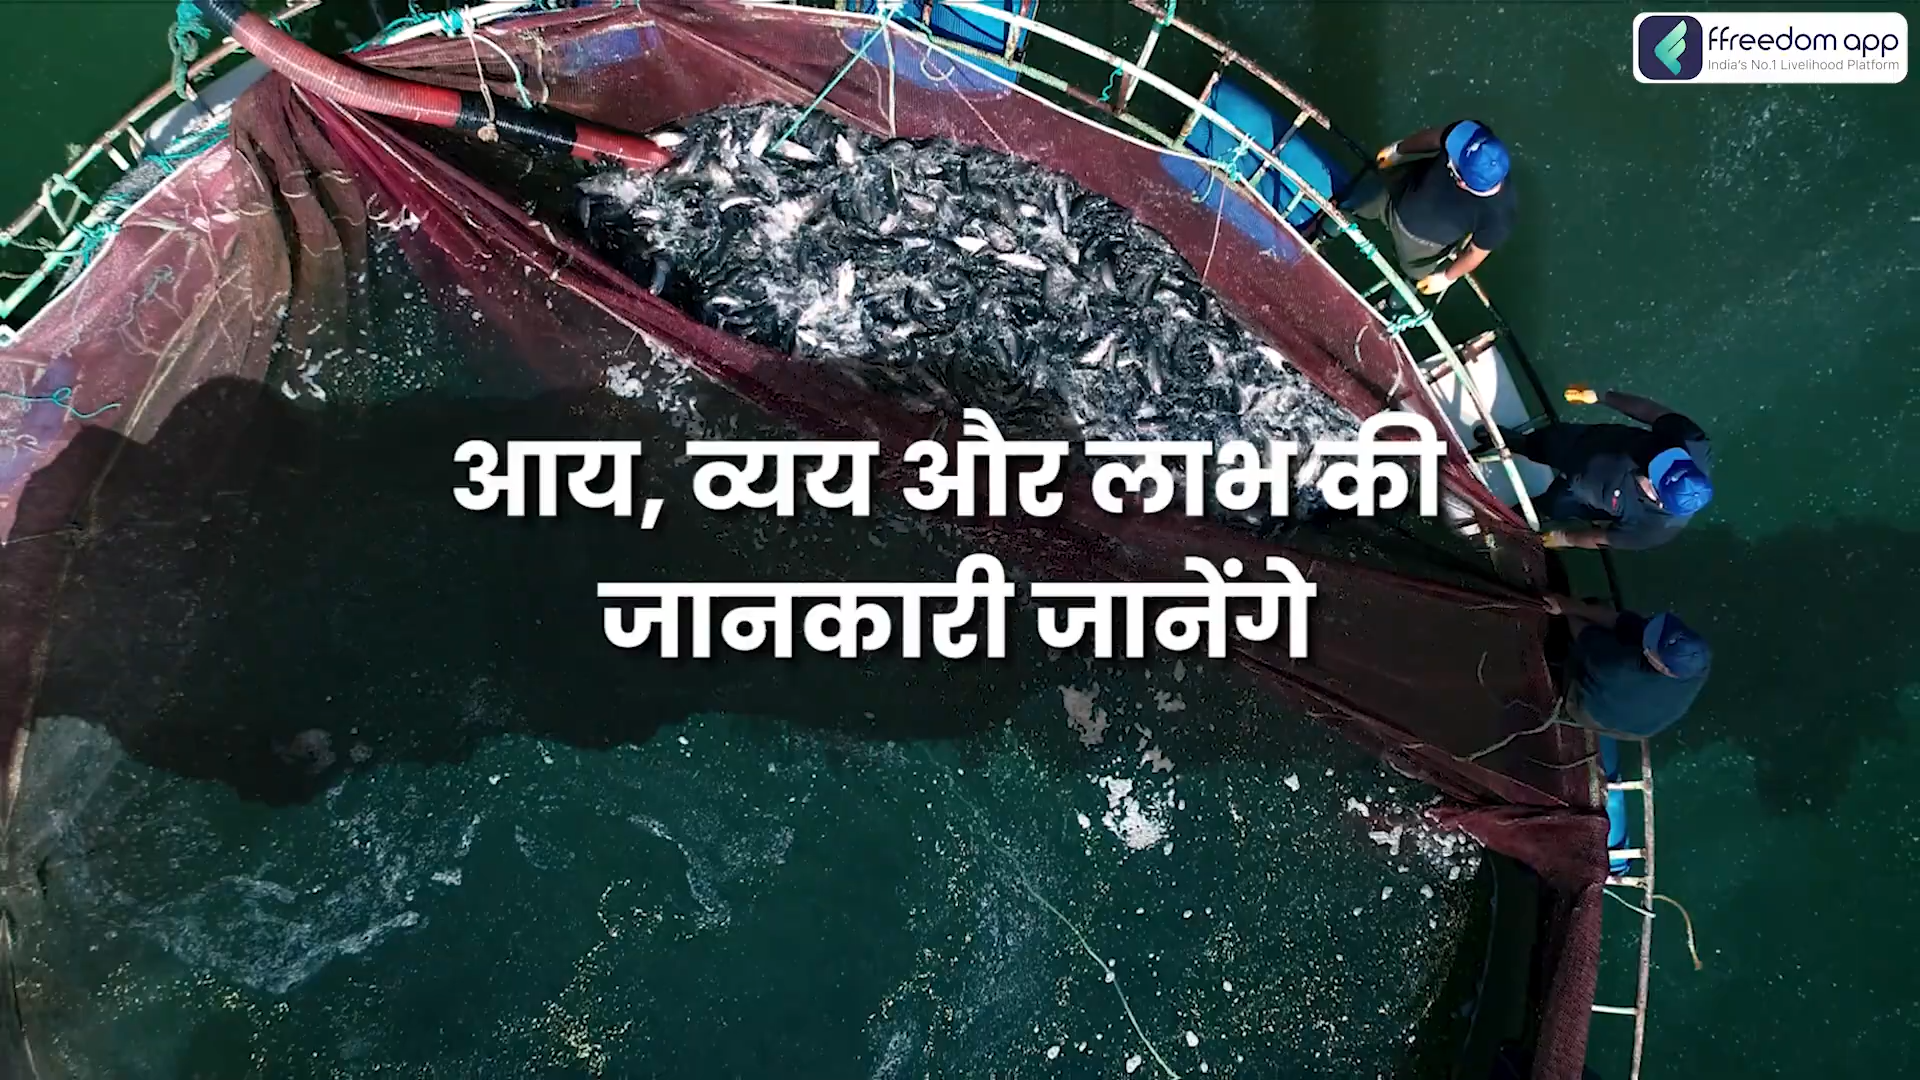 ffreedom app
India's No.1 Livelihood Platform
आय, व्यय और लाभ की
जानकारी जानेंगे